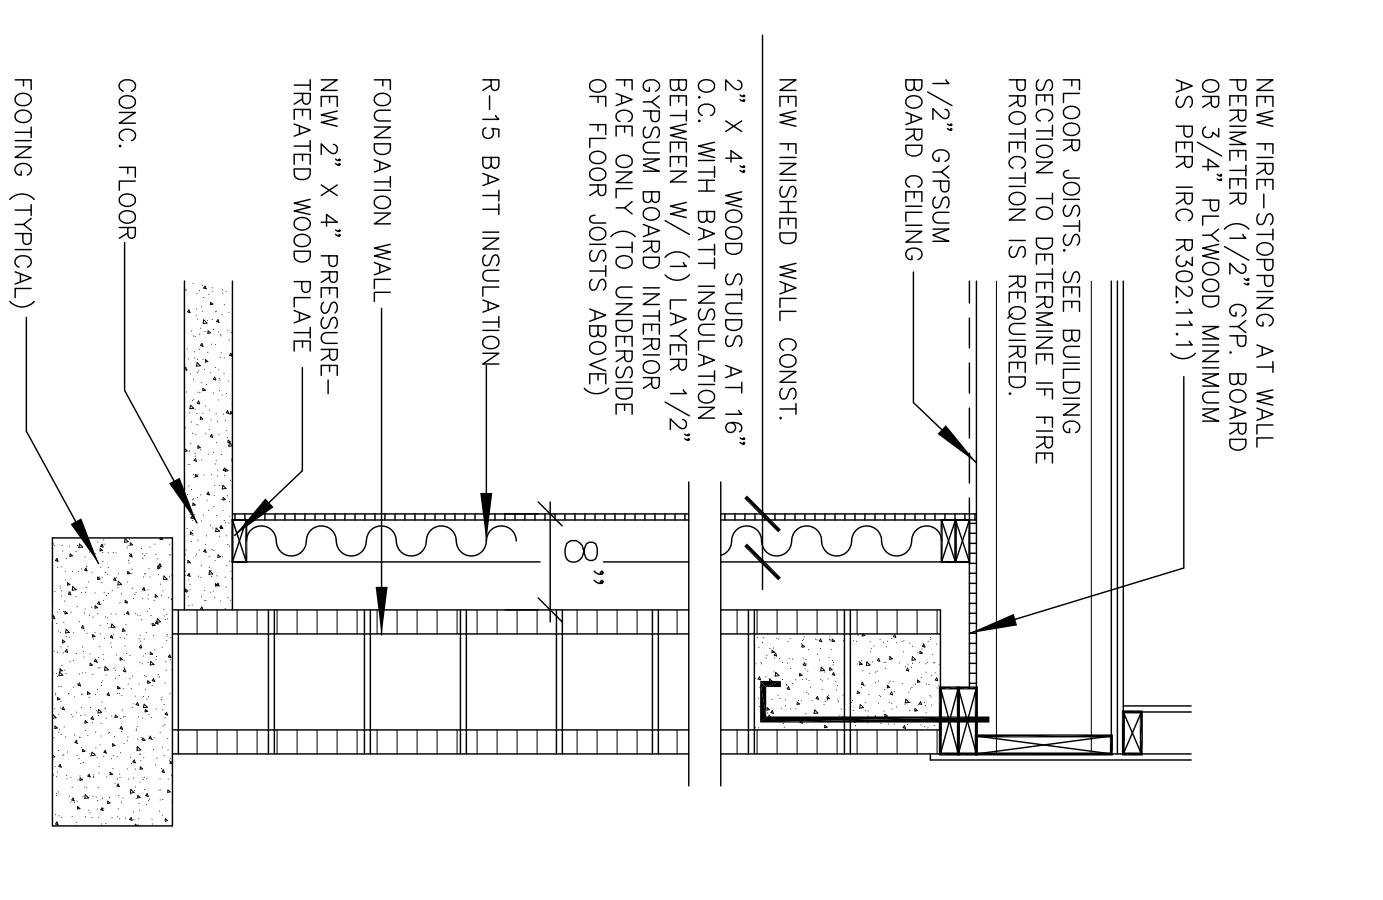 NEW FIRE-STOPPING AT WALL
PERIMETER (1/2" GYP. BOARD
OR 3/4" PLYWOOD MINIMUM
AS PER IRC R302.11.1)
FLOOR JOISTS. SEE BUILDING
SECTION TO DETERMINE IF FIRE
PROTECTION IS REQUIRED.
1/2" GYPSUM
BOARD CEILING
NEW FINISHED WALL CONST.
2" X 4" WOOD STUDS AT 16"
O.C. WITH BATT INSULATION
BETWEEN W/ (1) LAYER 1/2"
GYPSUM BOARD INTERIOR
FACE ONLY (TO UNDERSIDE
OF FLOOR JOISTS ABOVE)
8"
R-15 BATT INSULATION
FOUNDATION WALL
NEW 2" X 4" PRESSURE-
TREATED WOOD PLATE
CONC. FLOOR
FOOTING (TYPICAL)